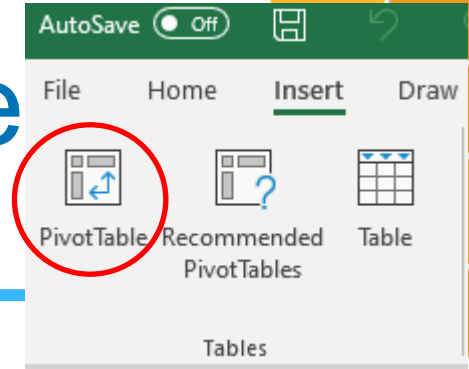 AutoSave Off
e
File Home Insert Draw
PivotTable Recommended PivotTables Table
Tables